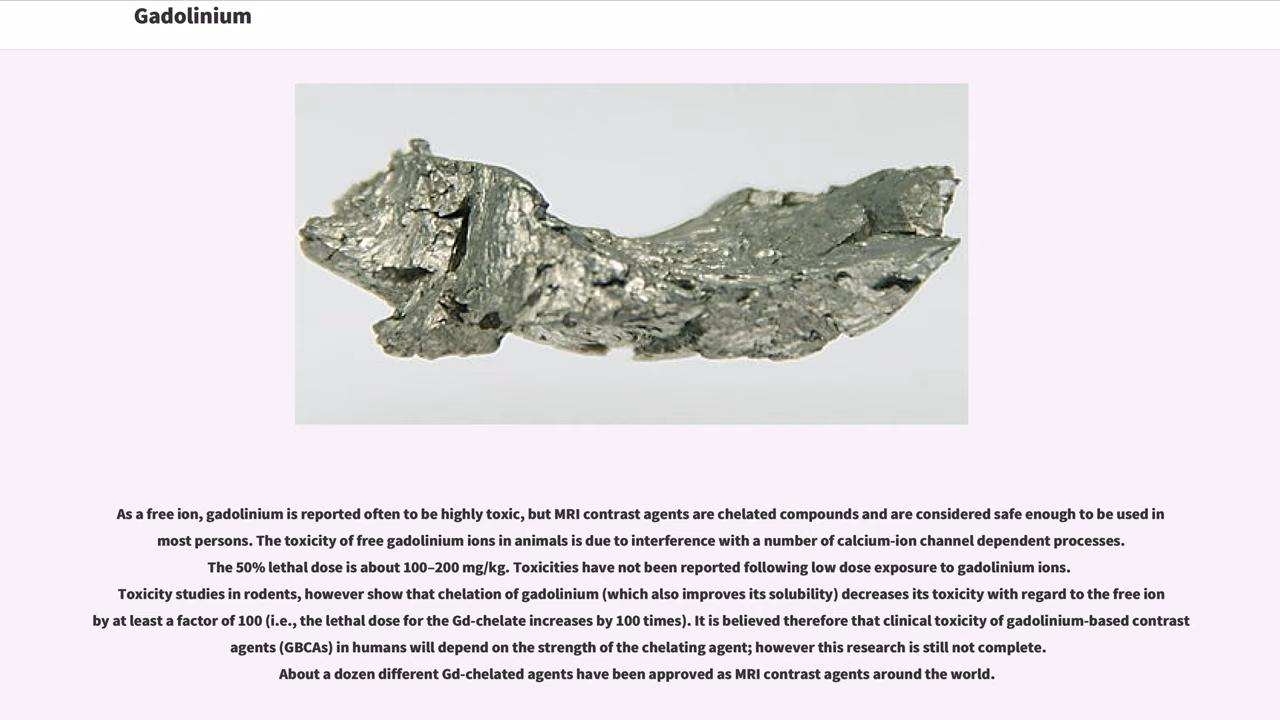 Gadolinium
As a free ion, gadolinium is reported often to be highly toxic, but MRI contrast agents are chelated compounds and are considered safe enough to be used in
most persons. The toxicity of free gadolinium ions in animals is due to interference with a number of calcium-ion channel dependent processes.
The 50% lethal dose is about 100–200 mg/kg. Toxicities have not been reported following low dose exposure to gadolinium ions.
Toxicity studies in rodents, however show that chelation of gadolinium (which also improves its solubility) decreases its toxicity with regard to the free ion
by at least a factor of 100 (i.e., the lethal dose for the Gd-chelate increases by 100 times). It is believed therefore that clinical toxicity of gadolinium-based contrast
agents (GBCAs) in humans will depend on the strength of the chelating agent; however this research is still not complete.
About a dozen different Gd-chelated agents have been approved as MRI contrast agents around the world.